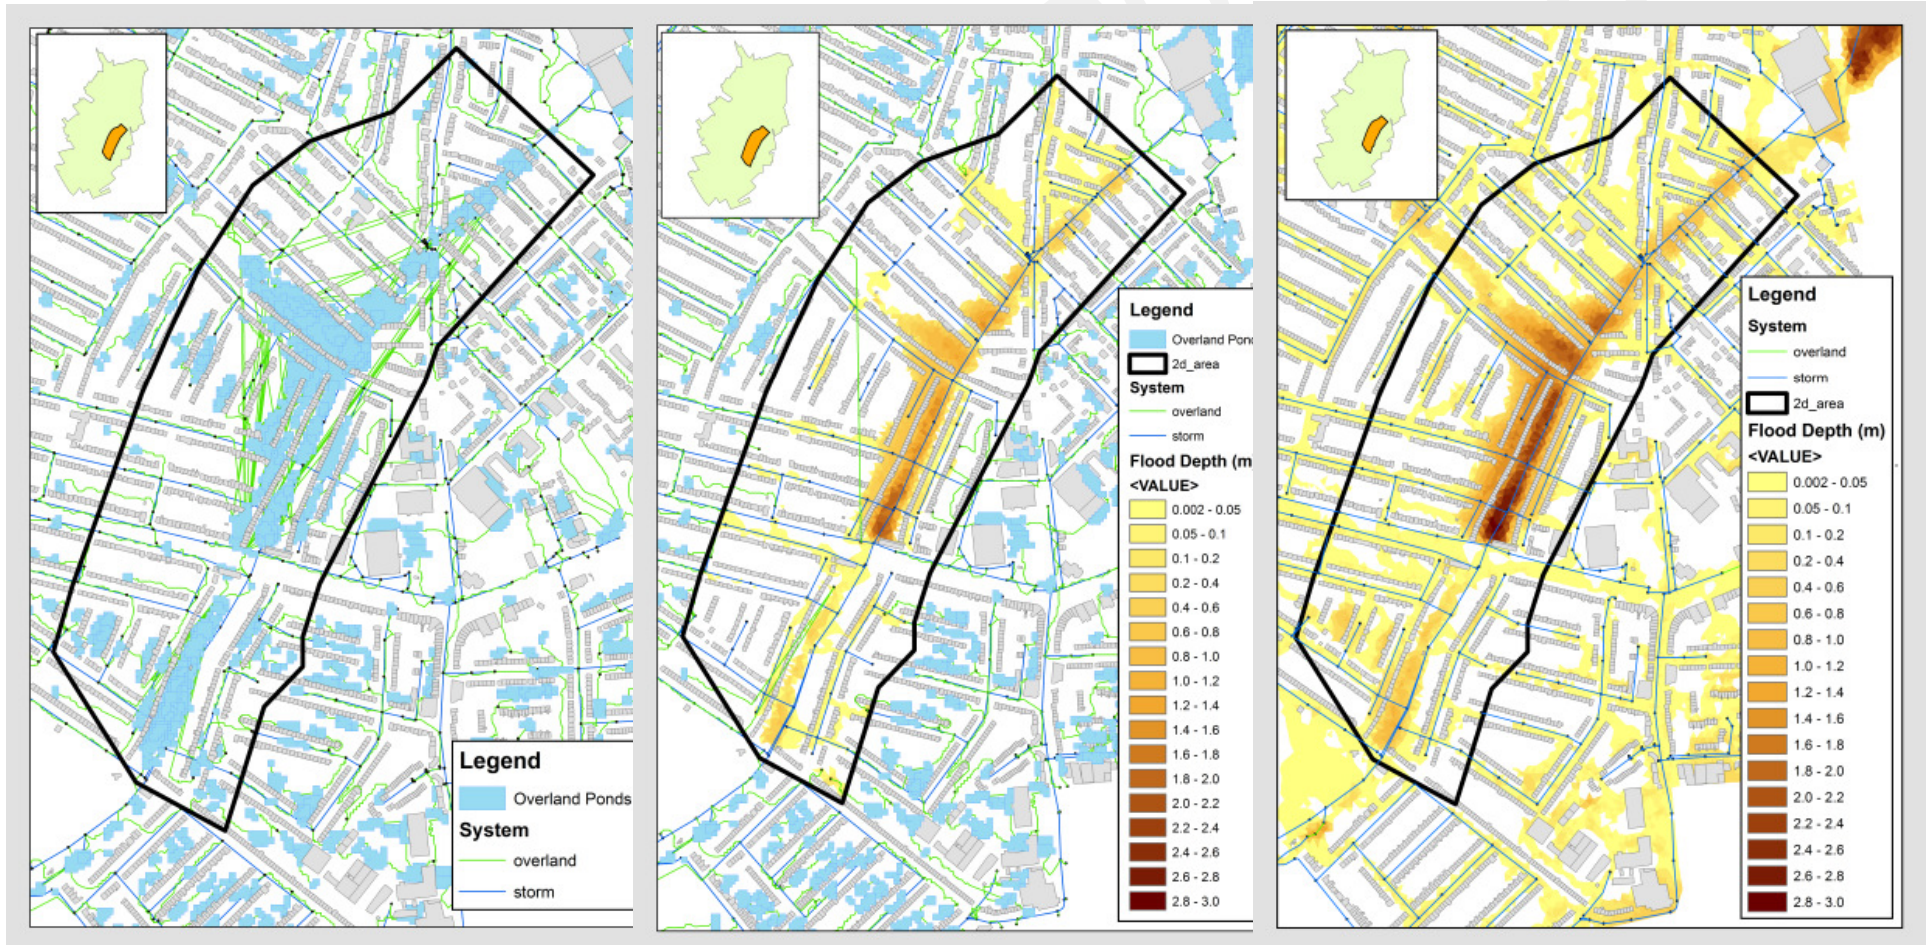 Legend
Overland Ponds
System
overland
storm
Legend
Overland Pon
2d_area
System
overland
storm
Flood Depth (m
<VALUE>
0.002 - 0.05
0.05 - 0.1
0.1 - 0.2
0.2 - 0.4
0.4 - 0.6
0.6 - 0.8
0.8 - 1.0
1.0 - 1.2
1.2 - 1.4
1.4 - 1.6
1.6 - 1.8
1.8 - 2.0
2.0 - 2.2
2.2 - 2.4
2.4 - 2.6
2.6 - 2.8
2.8 - 3.0
Legend
System
overland
storm
2d_area
Flood Depth (m)
<VALUE>
0.002 - 0.05
0.05 - 0.1
0.1 - 0.2
0.2 - 0.4
0.4 - 0.6
0.6 - 0.8
0.8 - 1.0
1.0 - 1.2
1.2 - 1.4
1.4 - 1.6
1.6 - 1.8
1.8 - 2.0
2.0 - 2.2
2.2 - 2.4
2.4 - 2.6
2.6 - 2.8
2.8 - 3.0